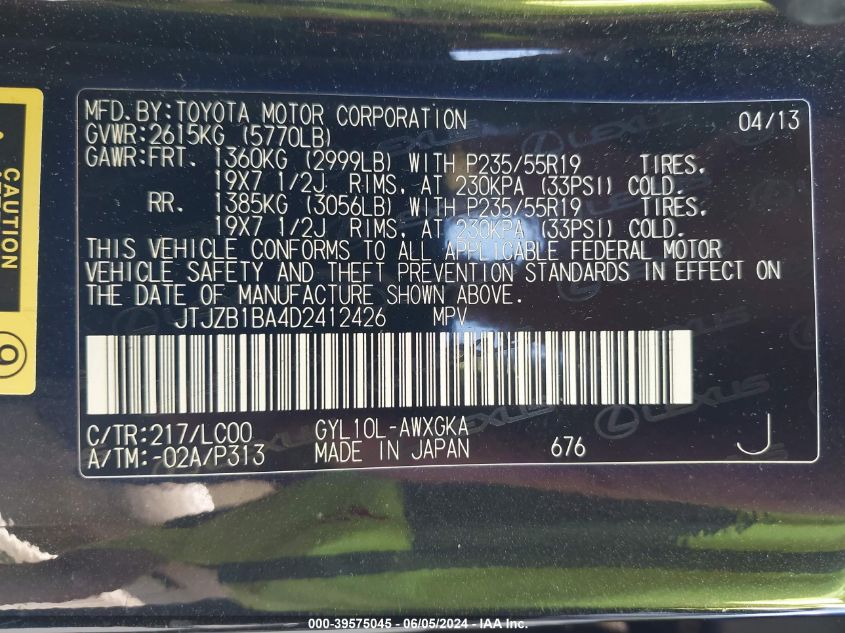 MFD.BY:TOYOTA MOTOR CORPORATION 04/13
GVWR:2615KG (5770LB)
GAWR:FRT. 1360KG (2999LB) WITH P235/55R19 TIRES.
19X7 1/2J RIMS, AT 230KPA (33PSI) COLD.
RR. 1385KG (3056LB) WITH P235/55R19 TIRES.
19X7 1/2J RIMS, AT 230KPA (33PSI) COLD.
THIS VEHICLE CONFORMS TO ALL APPLICABLE FEDERAL MOTOR
VEHICLE SAFETY AND THEFT PREVENTION STANDARDS IN EFFECT ON
THE DATE OF MANUFACTURE SHOWN ABOVE.
JTJZB1BA4D2412426 MPV
C/TR:217/LC00 GYL10L-AWXGKA
A/TM:-02A/P313 MADE IN JAPAN 676 J
CAUTION
LEXUS
000-39575045 - 06/05/2024 - IAA Inc.